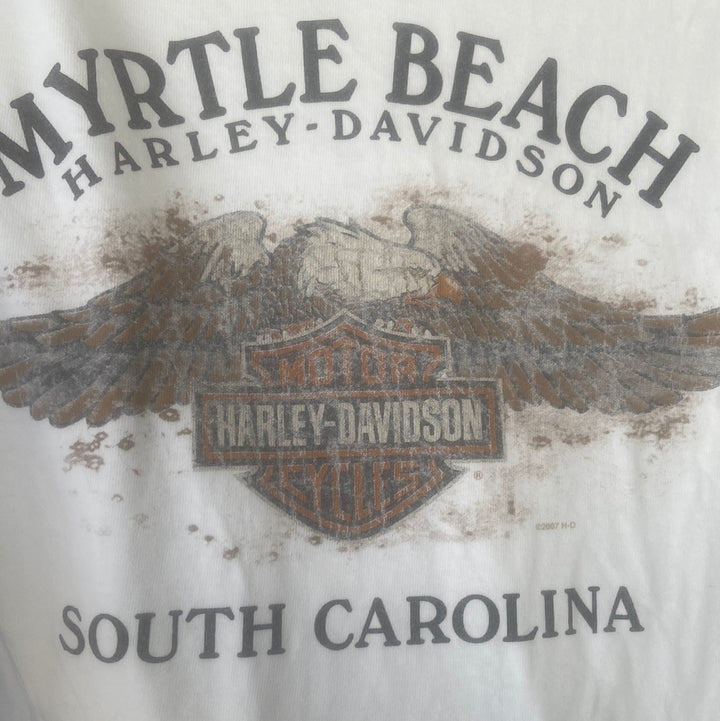 MYRTLE BEACH
HARLEY-DAVIDSON
MOTOR
HARLEY-DAVIDSON
CYCLES
®
©2007 H-D
SOUTH CAROLINA